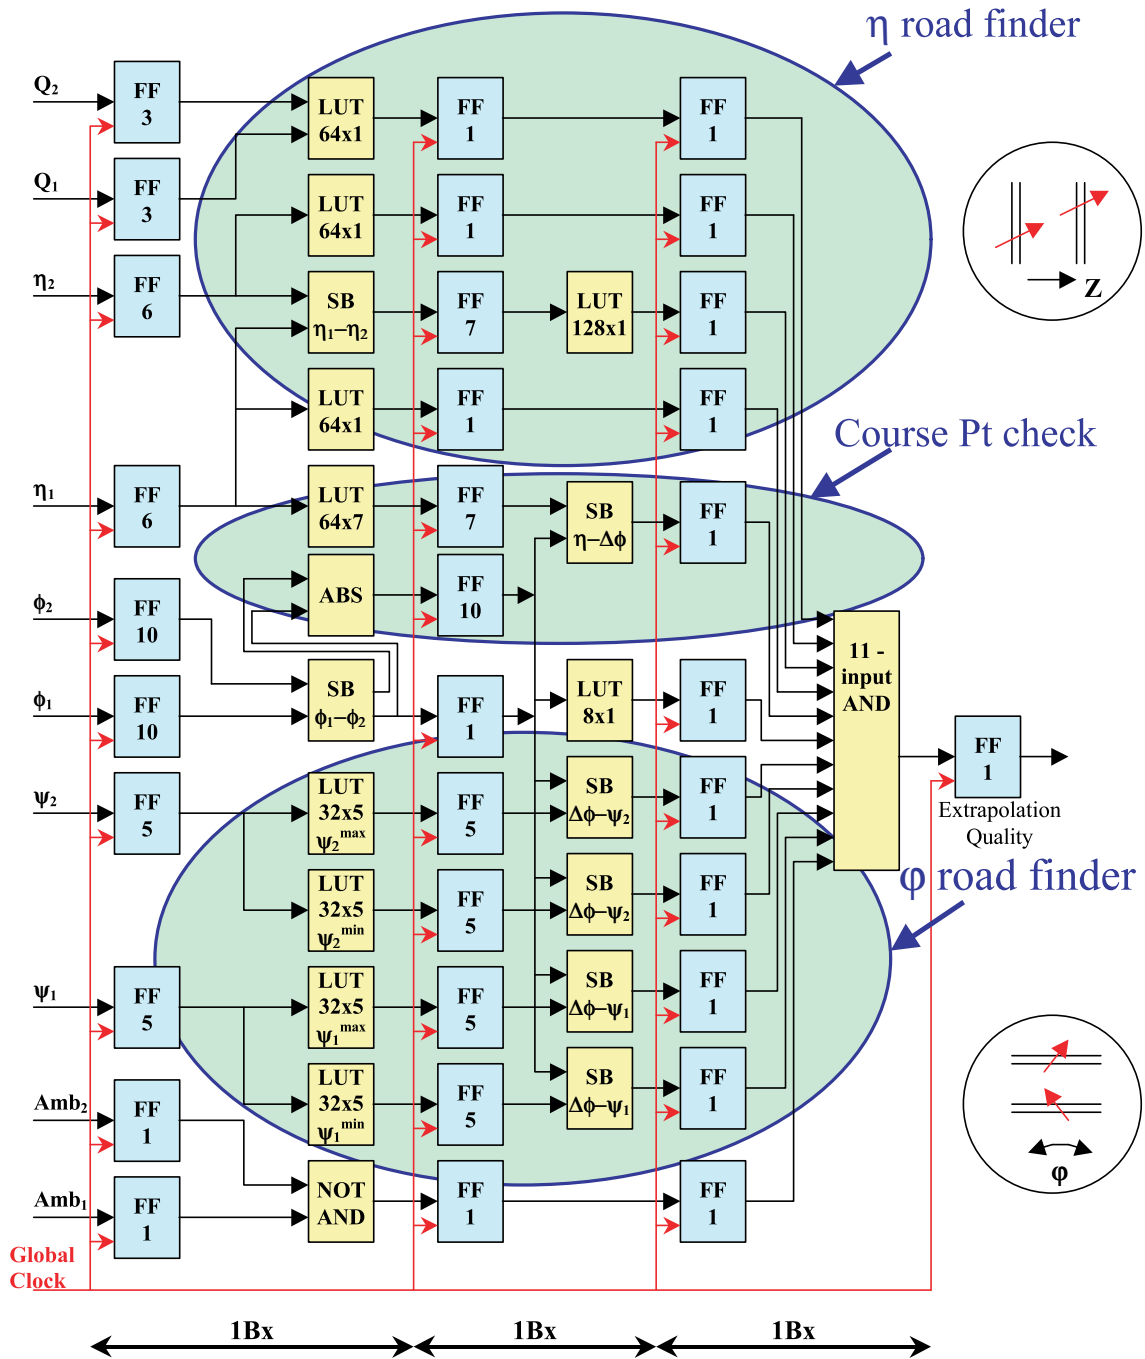 η road finder
Q₂
FF
3
LUT
64x1
FF
1
FF
1
Q₁
FF
3
LUT
64x1
FF
1
FF
1
η₂
FF
6
SB
η₁–η₂
FF
7
LUT
128x1
FF
1
Z
LUT
64x1
FF
1
FF
1
Course Pt check
η₁
FF
6
LUT
64x7
FF
7
SB
η–Δϕ
FF
1
ϕ₂
FF
10
ABS
FF
10
11 -
input
AND
ϕ₁
FF
10
SB
ϕ₁–ϕ₂
FF
1
LUT
8x1
FF
1
FF
1
Extrapolation
Quality
ψ₂
FF
5
LUT
32x5
ψ₂ᵐᵃˣ
FF
5
SB
Δϕ–ψ₂
FF
1
φ road finder
LUT
32x5
ψ₂ᵐⁱⁿ
FF
5
SB
Δϕ–ψ₂
FF
1
ψ₁
FF
5
LUT
32x5
ψ₁ᵐᵃˣ
FF
5
SB
Δϕ–ψ₁
FF
1
LUT
32x5
ψ₁ᵐⁱⁿ
FF
5
SB
Δϕ–ψ₁
FF
1
φ
Amb₂
FF
1
Amb₁
FF
1
NOT
AND
FF
1
FF
1
Global
Clock
1Bx
1Bx
1Bx